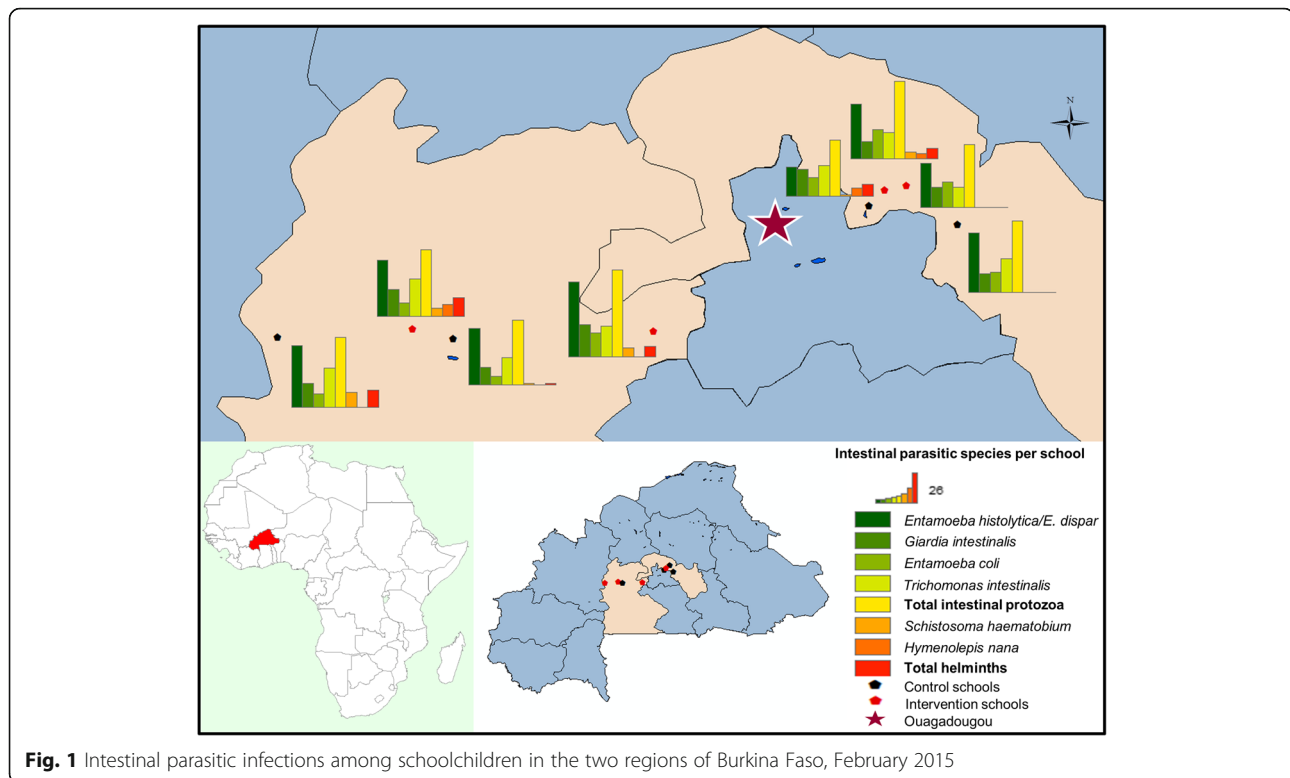 N
Intestinal parasitic species per school
26
Entamoeba histolytica/E. dispar
Giardia intestinalis
Entamoeba coli
Trichomonas intestinalis
Total intestinal protozoa
Schistosoma haematobium
Hymenolepis nana
Total helminths
Control schools
Intervention schools
Ouagadougou
Fig. 1 Intestinal parasitic infections among schoolchildren in the two regions of Burkina Faso, February 2015